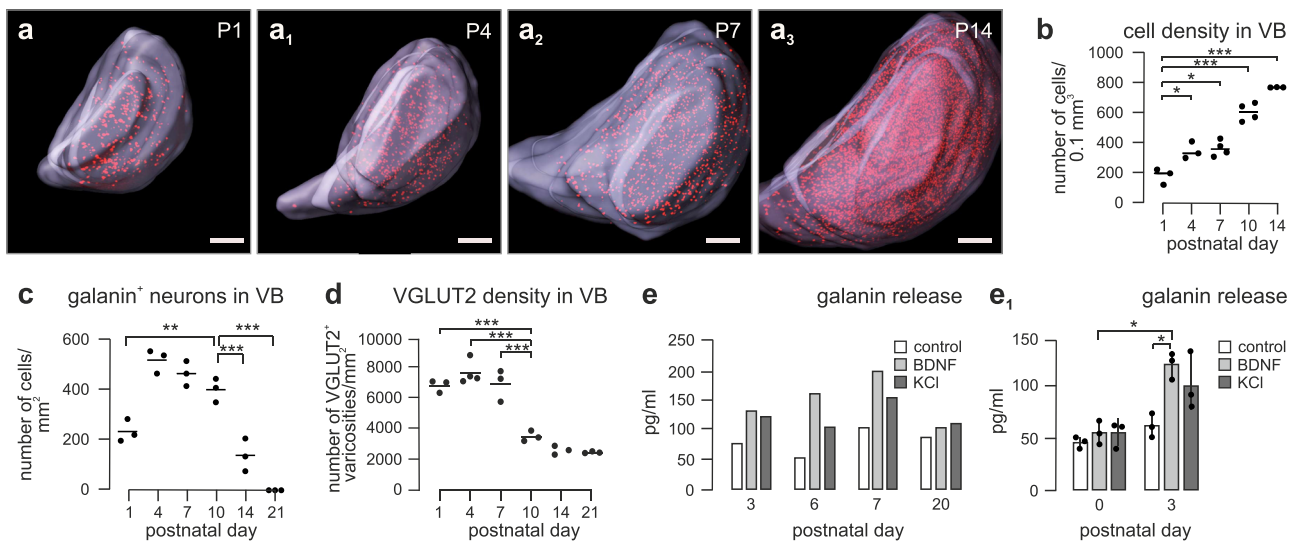 a P1
a1 P4
a2 P7
a3 P14
b cell density in VB
number of cells/
0.1 mm3
1000
800
600
400
200
0
***
***
*
*
1 4 7 10 14
postnatal day
c galanin+ neurons in VB
number of cells/
mm2
600
400
200
0
** ***
***
1 4 7 10 14 21
postnatal day
d VGLUT2 density in VB
number of VGLUT2+
varicosities/mm2
10000
8000
6000
4000
2000
0
***
***
***
1 4 7 10 14 21
postnatal day
e galanin release
pg/ml
250
200
150
100
50
0
control
BDNF
KCl
3 6 7 20
postnatal day
e1 galanin release
pg/ml
150
100
50
0
*
*
control
BDNF
KCl
0 3
postnatal day